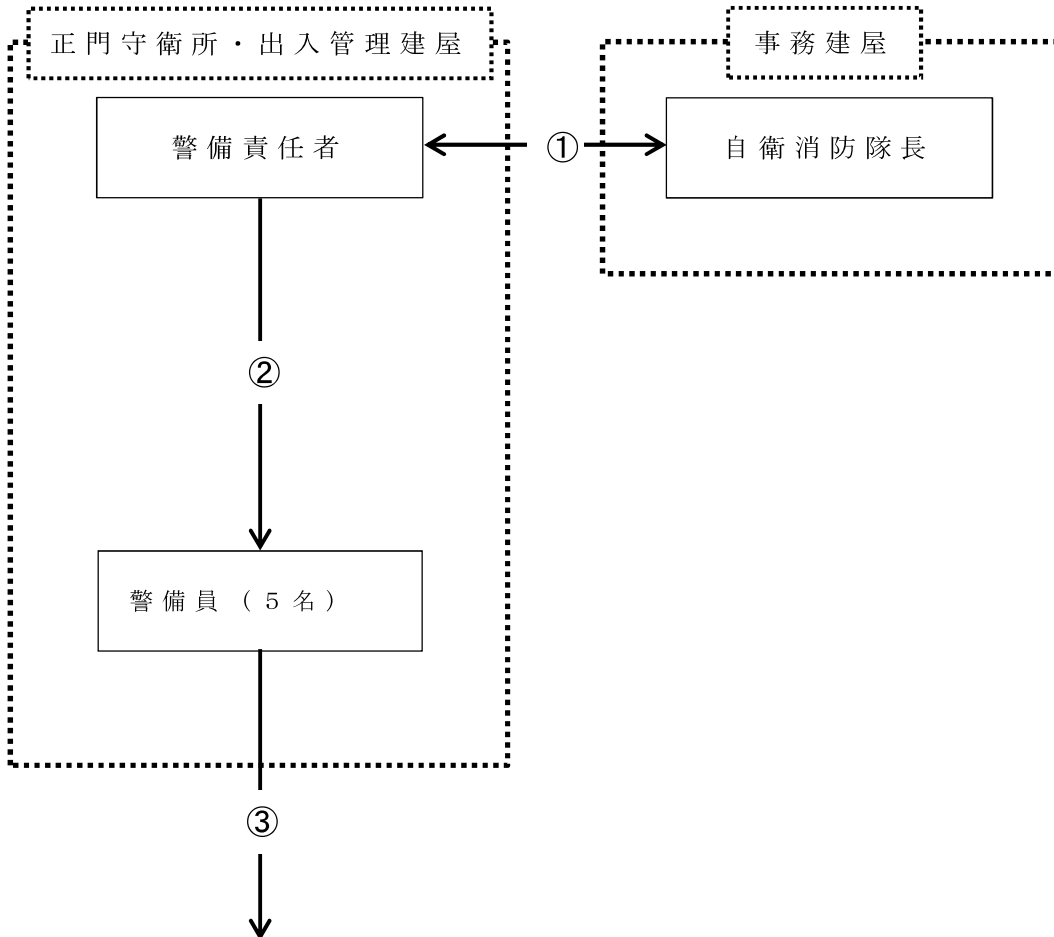 正門守衛所・出入管理建屋
事務建屋
警備責任者
①
自衛消防隊長
②
警備員（５名）
③